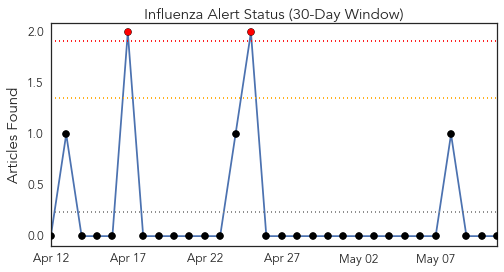 Influenza Alert Status (30-Day Window)
Articles Found
2.0
1.5
1.0
0.5
0.0
Apr 12 Apr 17 Apr 22 Apr 27 May 02 May 07